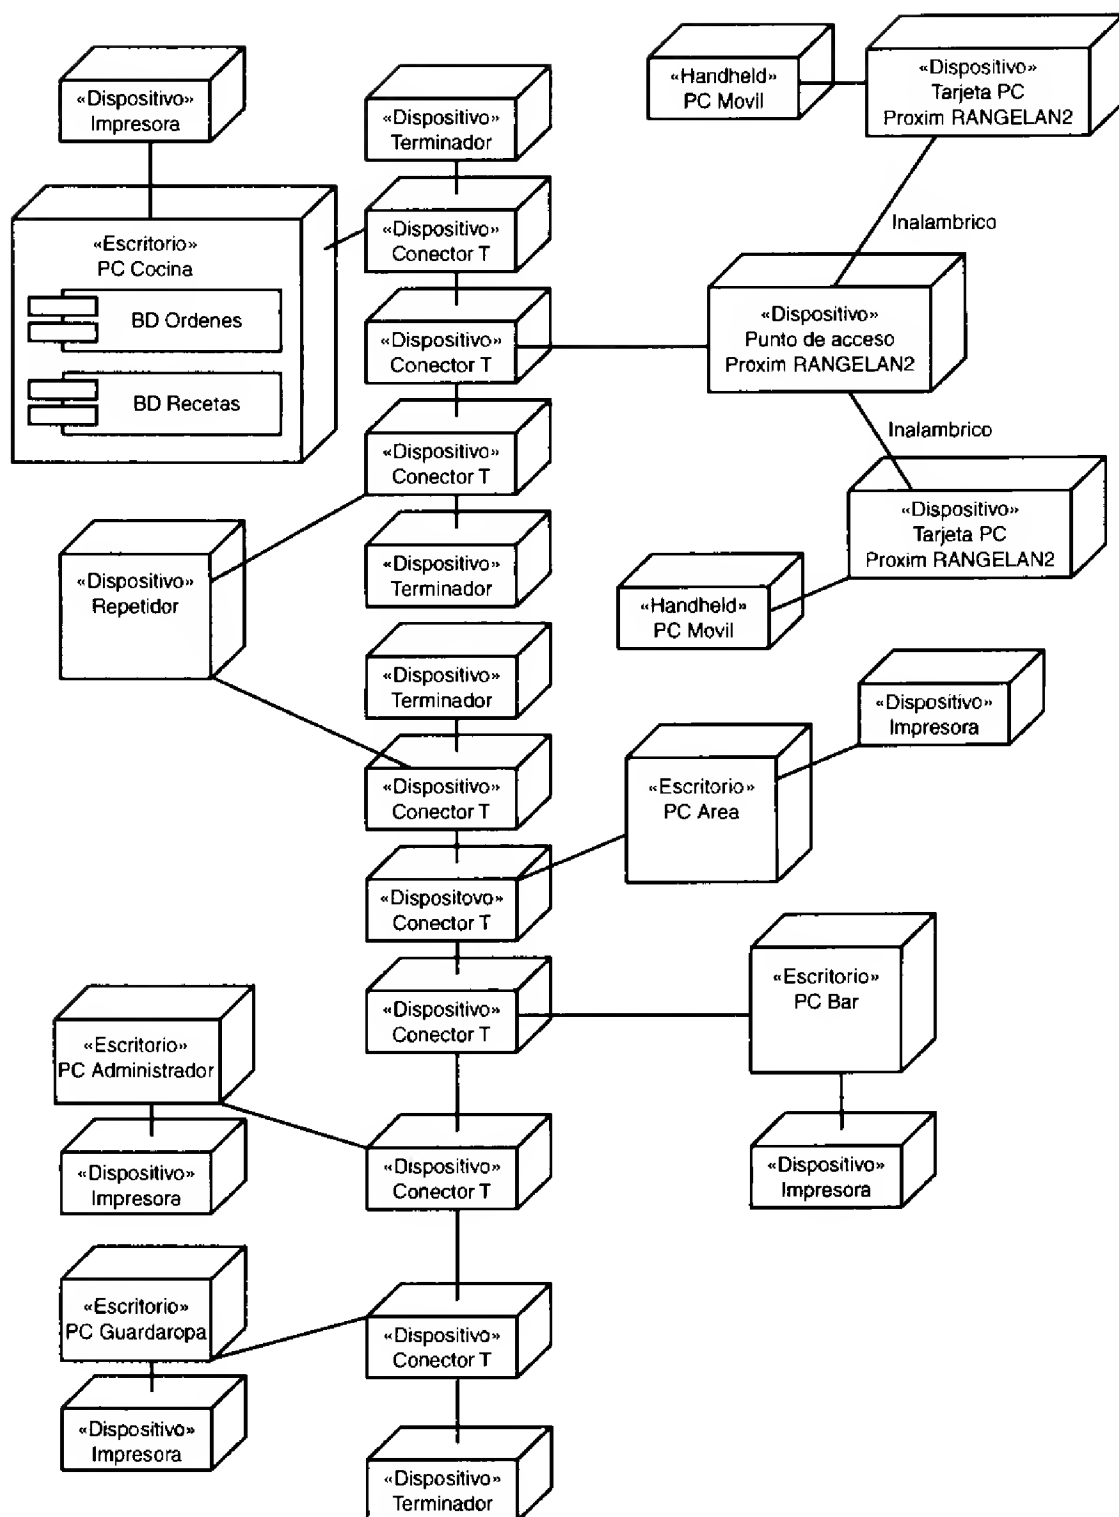 «Dispositivo»
Impresora
«Escritorio»
PC Cocina
BD Ordenes
BD Recetas
«Dispositivo»
Terminador
«Dispositivo»
Conector T
«Dispositivo»
Conector T
«Dispositivo»
Conector T
«Dispositivo»
Terminador
«Handheld»
PC Movil
«Dispositivo»
Tarjeta PC
Proxim RANGELAN2
Inalambrico
«Dispositivo»
Punto de acceso
Proxim RANGELAN2
Inalambrico
«Dispositivo»
Tarjeta PC
Proxim RANGELAN2
«Handheld»
PC Movil
«Dispositivo»
Repetidor
«Dispositivo»
Terminador
«Dispositivo»
Conector T
«Dispositovo»
Conector T
«Dispositivo»
Conector T
«Escritorio»
PC Area
«Dispositivo»
Impresora
«Escritorio»
PC Bar
«Dispositivo»
Impresora
«Escritorio»
PC Administrador
«Dispositivo»
Impresora
«Dispositivo»
Conector T
«Escritorio»
PC Guardaropa
«Dispositivo»
Impresora
«Dispositivo»
Conector T
«Dispositivo»
Terminador